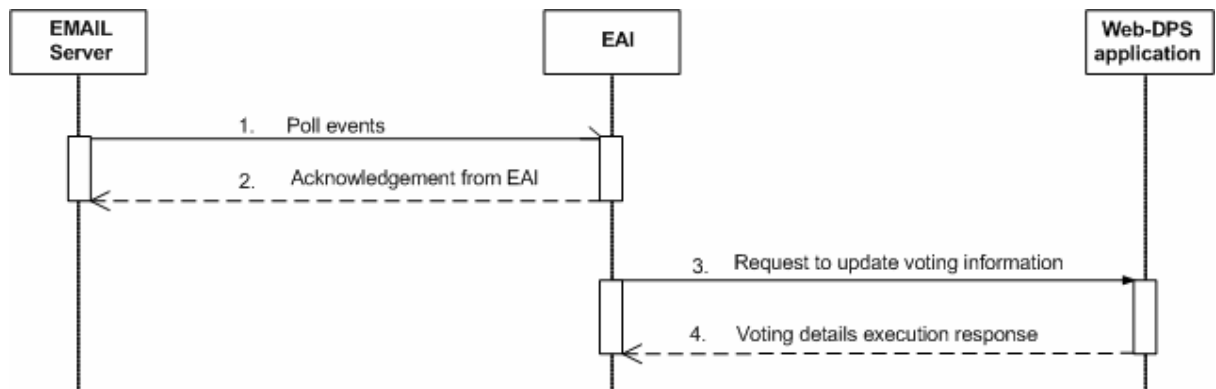 EMAIL
Server
EAI
Web-DPS
application
1. Poll events
2. Acknowledgement from EAI
3. Request to update voting information
4. Voting details execution response